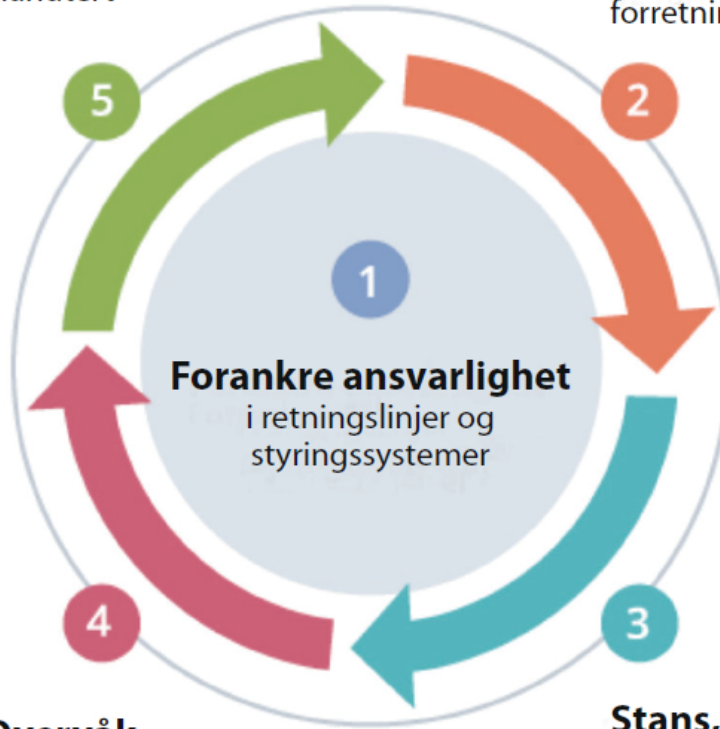 forretnin
5
2
1
Forankre ansvarlighet
i retningslinjer og
styringssystemer
4
3
Stans,